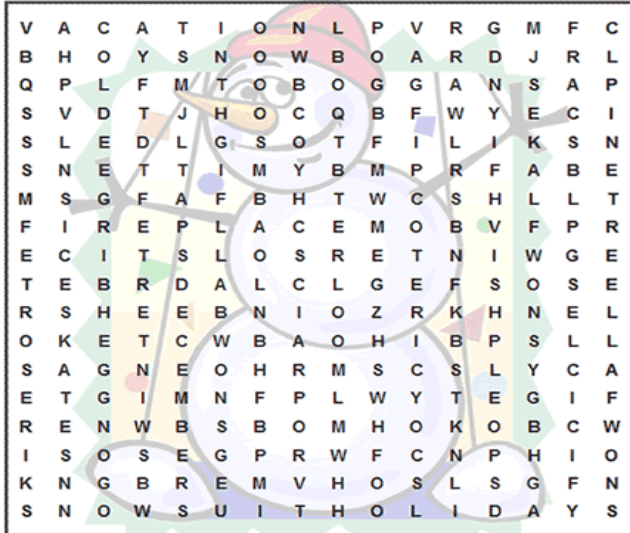 V A C A T I O N L P V R G M F C
B H O Y S N O W B O A R D J R L
Q P L F M T O B O G G A N S A P
S V D T J H O C Q B F W Y E C I
S L E D L G S O T F I L I K S N
S N E T T I M Y B M P R F A B E
M S G F A F B H T W C S H L L T
F I R E P L A C E M O B V F P R
E C I T S L O S R E T N I W G E
T E B R D A L C L G E F S O S E
R S H E E B N I O Z R K H N E L
O K E T C W B A O H I B P S L L
S A G N E O H R M S C S L Y C A
E T G I M N F P L W Y T E G I F
R E N W B S B O M H O K O B C W
I S O S E G P R W F C N P H I O
K N G B R E M V H O S L S G F N
S N O W S U I T H O L I D A Y S